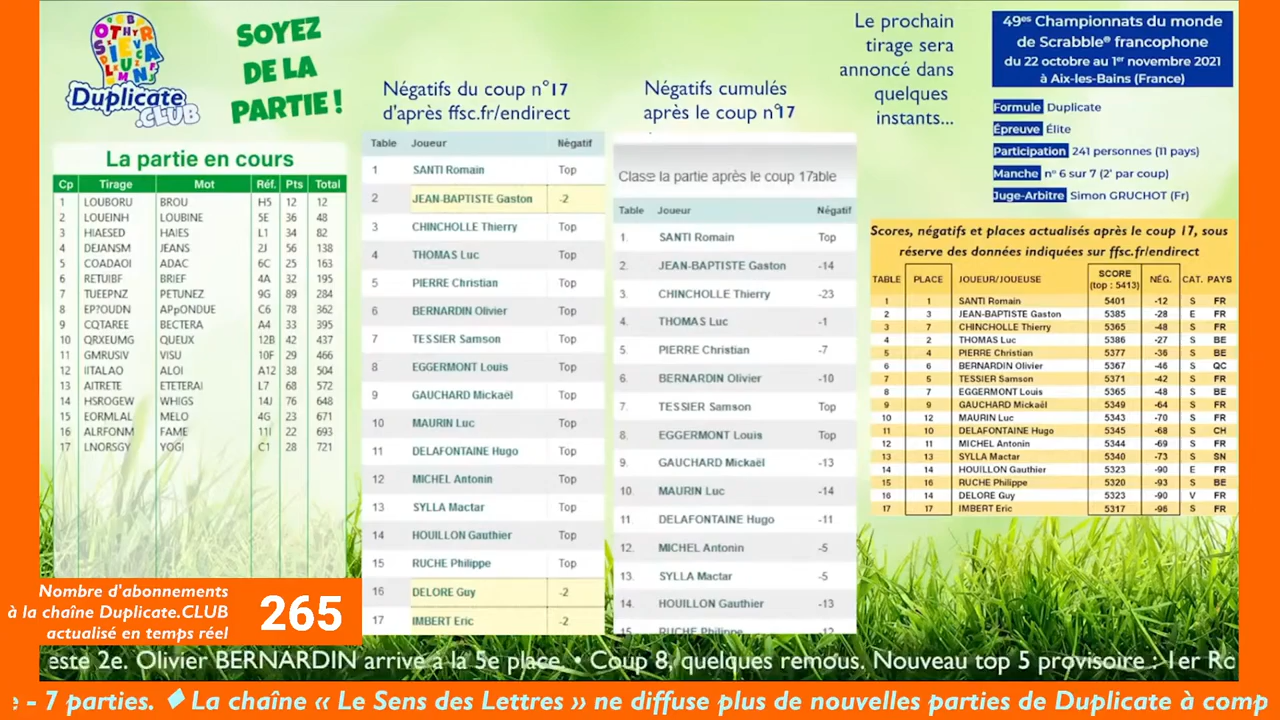 Duplicate
.CLUB
SOYEZ
DE LA
PARTIE !
La partie en cours
Cp Tirage Mot Réf. Pts Total
1 LOUBORU BROU H5 12 12
2 LOUEINH LOUBINE 5E 36 48
3 HIAESED HAIES L1 34 82
4 DEJANSM JEANS 2J 56 138
5 COADAOI ADAC 6C 25 163
6 RETUIBF BRIEF 4A 32 195
7 TUEEPNZ PETUNEZ 9G 89 284
8 EP?OUDN APpONDUE C6 78 362
9 CQTAREE BECTERA A4 33 395
10 QRXEUMG QUEUX 12B 42 437
11 GMRUSIV VISU 10F 29 466
12 IITALAO ALOI A12 38 504
13 AITRETE ETETERAI L7 68 572
14 HSROGEW WHIGS 14J 76 648
15 EORMLAL MELO 4G 23 671
16 ALRFONM FAME 11I 22 693
17 LNORSGY YOGI C1 28 721
Négatifs du coup n°17
d'après ffsc.fr/endirect
Table Joueur Négatif
1 SANTI Romain Top
2 JEAN-BAPTISTE Gaston -2
3 CHINCHOLLE Thierry Top
4 THOMAS Luc Top
5 PIERRE Christian Top
6 BERNARDIN Olivier Top
7 TESSIER Samson Top
8 EGGERMONT Louis Top
9 GAUCHARD Mickaël Top
10 MAURIN Luc Top
11 DELAFONTAINE Hugo Top
12 MICHEL Antonin Top
13 SYLLA Mactar Top
14 HOUILLON Gauthier Top
15 RUCHE Philippe Top
16 DELORE Guy -2
17 IMBERT Eric -2
Négatifs cumulés
après le coup n°17
Classe la partie après le coup 17able
Table Joueur Négatif
1. SANTI Romain Top
2. JEAN-BAPTISTE Gaston -14
3. CHINCHOLLE Thierry -23
4. THOMAS Luc -1
5. PIERRE Christian -7
6. BERNARDIN Olivier -10
7. TESSIER Samson Top
8. EGGERMONT Louis Top
9. GAUCHARD Mickaël -13
10. MAURIN Luc -14
11. DELAFONTAINE Hugo -11
12. MICHEL Antonin -5
13. SYLLA Mactar -5
14. HOUILLON Gauthier -13
15. RUCHE Philippe -12
Le prochain
tirage sera
annoncé dans
quelques
instants...
49es Championnats du monde
de Scrabble® francophone
du 22 octobre au 1er novembre 2021
à Aix-les-Bains (France)
Formule Duplicate
Épreuve Élite
Participation 241 personnes (11 pays)
Manche n° 6 sur 7 (2' par coup)
Juge-Arbitre Simon GRUCHOT (Fr)
Scores, négatifs et places actualisés après le coup 17, sous
réserve des données indiquées sur ffsc.fr/endirect
TABLE PLACE JOUEUR/JOUEUSE SCORE (top : 5413) NÉG. CAT. PAYS
1 1 SANTI Romain 5401 -12 S FR
2 3 JEAN-BAPTISTE Gaston 5385 -28 E FR
3 7 CHINCHOLLE Thierry 5365 -48 S FR
4 2 THOMAS Luc 5386 -27 S BE
5 4 PIERRE Christian 5377 -36 S BE
6 6 BERNARDIN Olivier 5367 -46 S QC
7 5 TESSIER Samson 5371 -42 S FR
8 7 EGGERMONT Louis 5365 -48 S BE
9 9 GAUCHARD Mickaël 5349 -64 S FR
10 12 MAURIN Luc 5343 -70 S FR
11 10 DELAFONTAINE Hugo 5345 -68 S CH
12 11 MICHEL Antonin 5344 -69 S FR
13 13 SYLLA Mactar 5340 -73 S SN
14 14 HOUILLON Gauthier 5323 -90 E FR
15 16 RUCHE Philippe 5320 -93 S BE
16 14 DELORE Guy 5323 -90 V FR
17 17 IMBERT Eric 5317 -96 S FR
Nombre d'abonnements
à la chaîne Duplicate.CLUB
actualisé en temps réel
265
este 2e. Olivier BERNARDIN arrive à la 5e place. • Coup 8, quelques remous. Nouveau top 5 provisoire : 1er Ro
e - 7 parties. ♦ La chaîne « Le Sens des Lettres » ne diffuse plus de nouvelles parties de Duplicate à comp